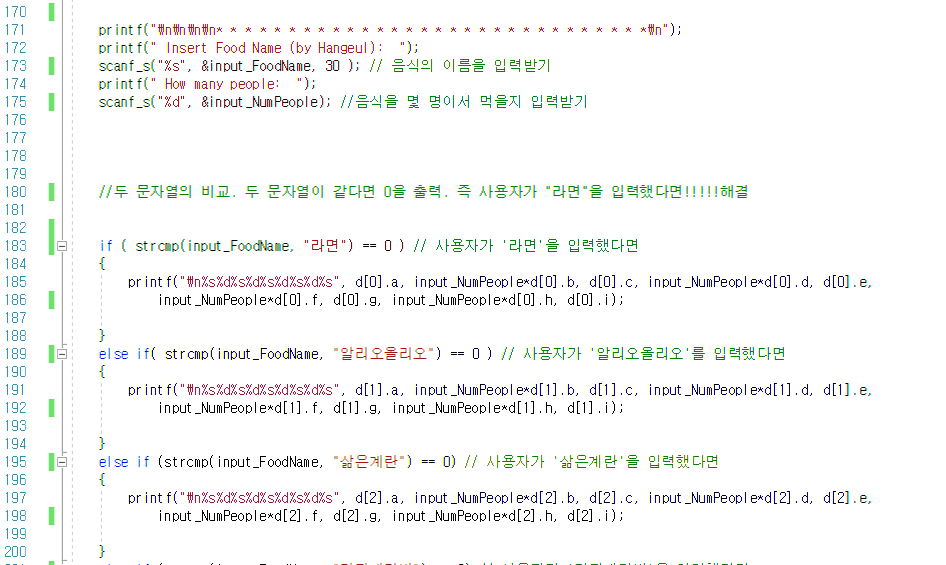 170
171 printf("₩n₩n₩n₩n* * * * * * * * * * * * * * * * * * * * * * * * * * * * * *₩n");
172 printf(" Insert Food Name (by Hangeul):  ");
173 scanf_s("%s", &input_FoodName, 30 ); // 음식의 이름을 입력받기
174 printf(" How many people:  ");
175 scanf_s("%d", &input_NumPeople); //음식을 몇 명이서 먹을지 입력받기
176
177
178
179
180 //두 문자열의 비교. 두 문자열이 같다면 0을 출력. 즉 사용자가 "라면"을 입력했다면!!!!!해결
181
182
183 if ( strcmp(input_FoodName, "라면") == 0 ) // 사용자가 '라면'을 입력했다면
184 {
185 printf("₩n%s%d%s%d%s%d%s%d%s", d[0].a, input_NumPeople*d[0].b, d[0].c, input_NumPeople*d[0].d, d[0].e,
186 input_NumPeople*d[0].f, d[0].g, input_NumPeople*d[0].h, d[0].i);
187
188 }
189 else if( strcmp(input_FoodName, "알리오올리오") == 0 ) // 사용자가 '알리오올리오'를 입력했다면
190 {
191 printf("₩n%s%d%s%d%s%d%s%d%s", d[1].a, input_NumPeople*d[1].b, d[1].c, input_NumPeople*d[1].d, d[1].e,
192 input_NumPeople*d[1].f, d[1].g, input_NumPeople*d[1].h, d[1].i);
193
194 }
195 else if (strcmp(input_FoodName, "삶은계란") == 0) // 사용자가 '삶은계란'을 입력했다면
196 {
197 printf("₩n%s%d%s%d%s%d%s%d%s", d[2].a, input_NumPeople*d[2].b, d[2].c, input_NumPeople*d[2].d, d[2].e,
198 input_NumPeople*d[2].f, d[2].g, input_NumPeople*d[2].h, d[2].i);
199
200 }